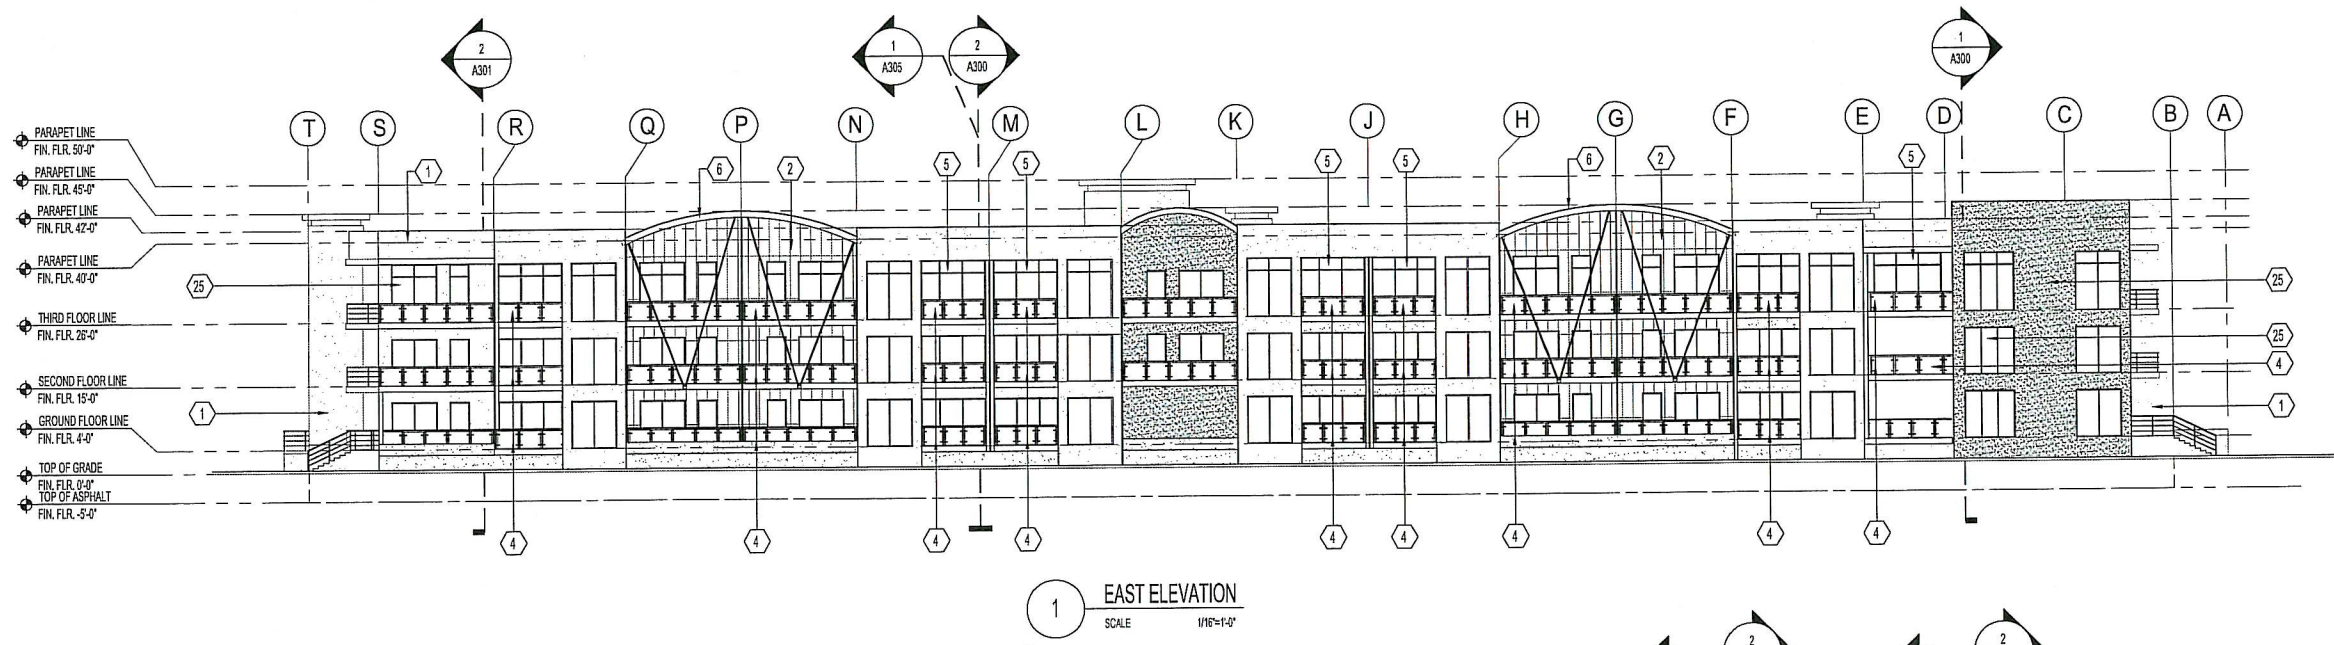 2
A301
1
A305
2
A300
1
A300
T
S
R
Q
P
N
M
L
K
J
H
G
F
E
D
C
B
A
PARAPET LINE
FIN. FLR. 50'-0"
PARAPET LINE
FIN. FLR. 45'-0"
PARAPET LINE
FIN. FLR. 42'-0"
PARAPET LINE
FIN. FLR. 40'-0"
THIRD FLOOR LINE
FIN. FLR. 26'-0"
SECOND FLOOR LINE
FIN. FLR. 15'-0"
GROUND FLOOR LINE
FIN. FLR. 4'-0"
TOP OF GRADE
FIN. FLR. 0'-0"
TOP OF ASPHALT
FIN. FLR. -5'-0"
1
6
2
5
5
5
5
6
2
5
25
1
25
25
4
1
4
4
4
4
4
4
4
4
4
1
EAST ELEVATION
SCALE 1/16"=1'-0"
2
2